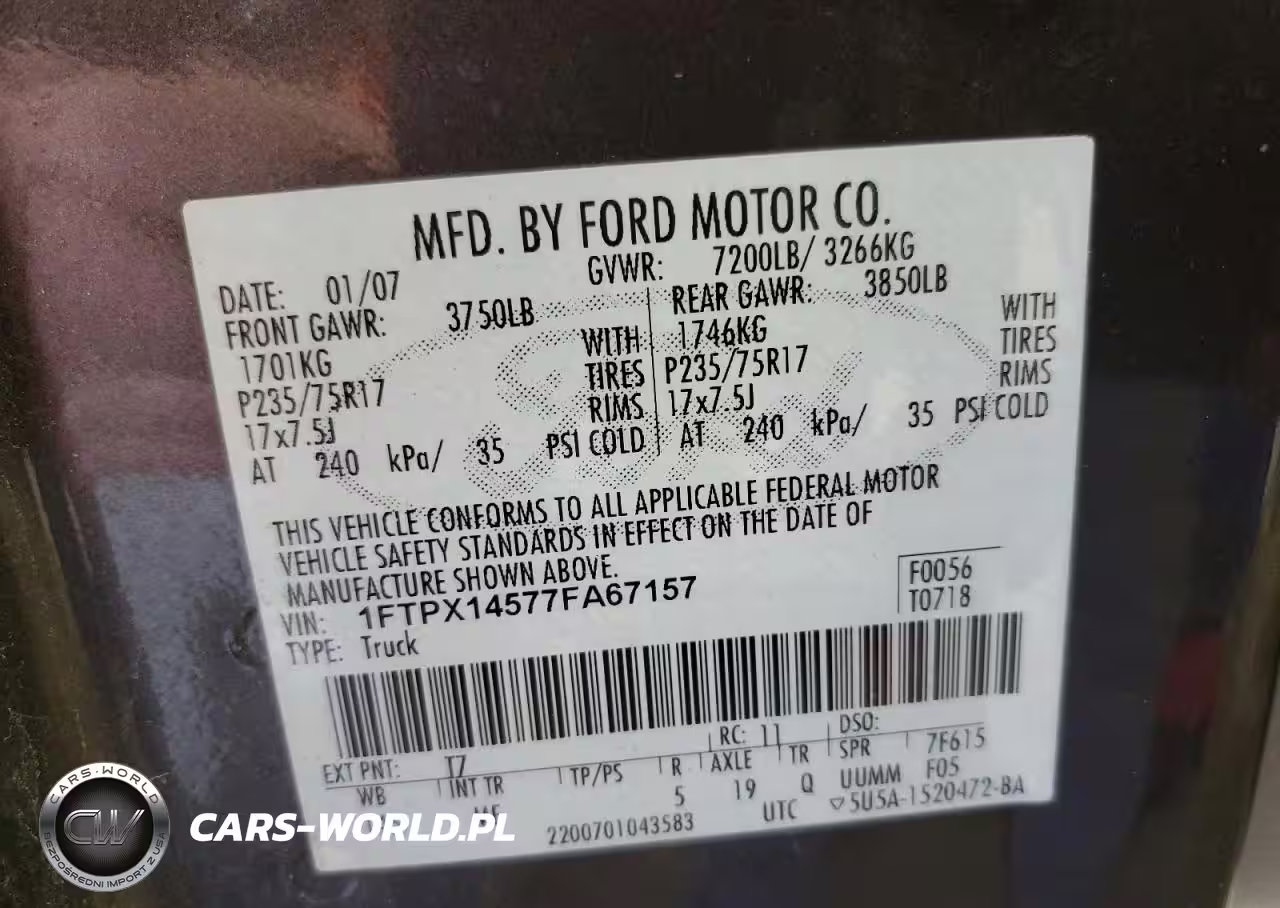 MFD. BY FORD MOTOR CO.
DATE: 01/07
GVWR: 7200LB/ 3266KG
FRONT GAWR: 3750LB
REAR GAWR: 3850LB
1701KG WITH
1746KG WITH
P235/75R17 TIRES
P235/75R17 TIRES
17x7.5J RIMS
17x7.5J RIMS
AT 240 kPa/ 35 PSI COLD
AT 240 kPa/ 35 PSI COLD
THIS VEHICLE CONFORMS TO ALL APPLICABLE FEDERAL MOTOR
VEHICLE SAFETY STANDARDS IN EFFECT ON THE DATE OF
MANUFACTURE SHOWN ABOVE.
VIN: 1FTPX14577FA67157
F0056
T0718
TYPE: Truck
EXT PNT: T7
RC: 11
DSO:
WB INT TR TP/PS R AXLE TR SPR 7F615
5 19 Q UUMM F05
2200701043583 UTC ▽5U5A-1520472-BA
CARS-WORLD
CW
BEZPOŚREDNI IMPORT Z USA
CARS-WORLD.PL